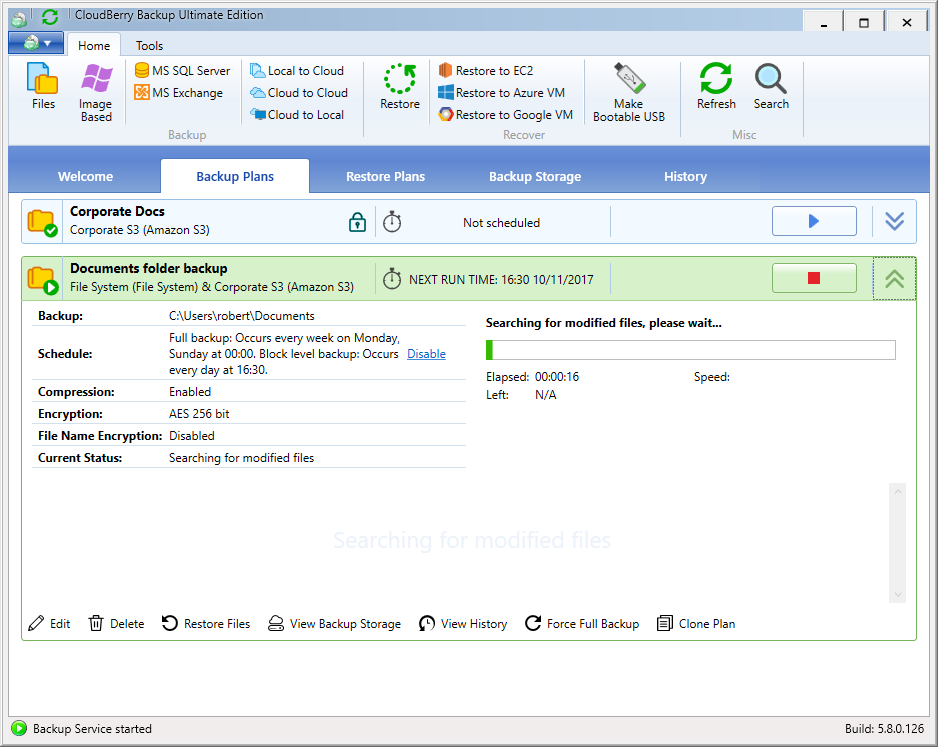 CloudBerry Backup Ultimate Edition
Home
Tools
Files
Image
Based
MS SQL Server
MS Exchange
Local to Cloud
Cloud to Cloud
Cloud to Local
Backup
Restore
Restore to EC2
Restore to Azure VM
Restore to Google VM
Recover
Make
Bootable USB
Refresh
Search
Misc
Welcome
Backup Plans
Restore Plans
Backup Storage
History
Corporate Docs
Corporate S3 (Amazon S3)
Not scheduled
Documents folder backup
File System (File System) & Corporate S3 (Amazon S3)
NEXT RUN TIME: 16:30 10/11/2017
Backup: C:\Users\robert\Documents
Schedule:
Full backup: Occurs every week on Monday,
Sunday at 00:00. Block level backup: Occurs
every day at 16:30.
Disable
Compression: Enabled
Encryption: AES 256 bit
File Name Encryption: Disabled
Current Status: Searching for modified files
Searching for modified files, please wait...
Elapsed: 00:00:16
Speed:
Left: N/A
Searching for modified files
Edit
Delete
Restore Files
View Backup Storage
View History
Force Full Backup
Clone Plan
Backup Service started
Build: 5.8.0.126